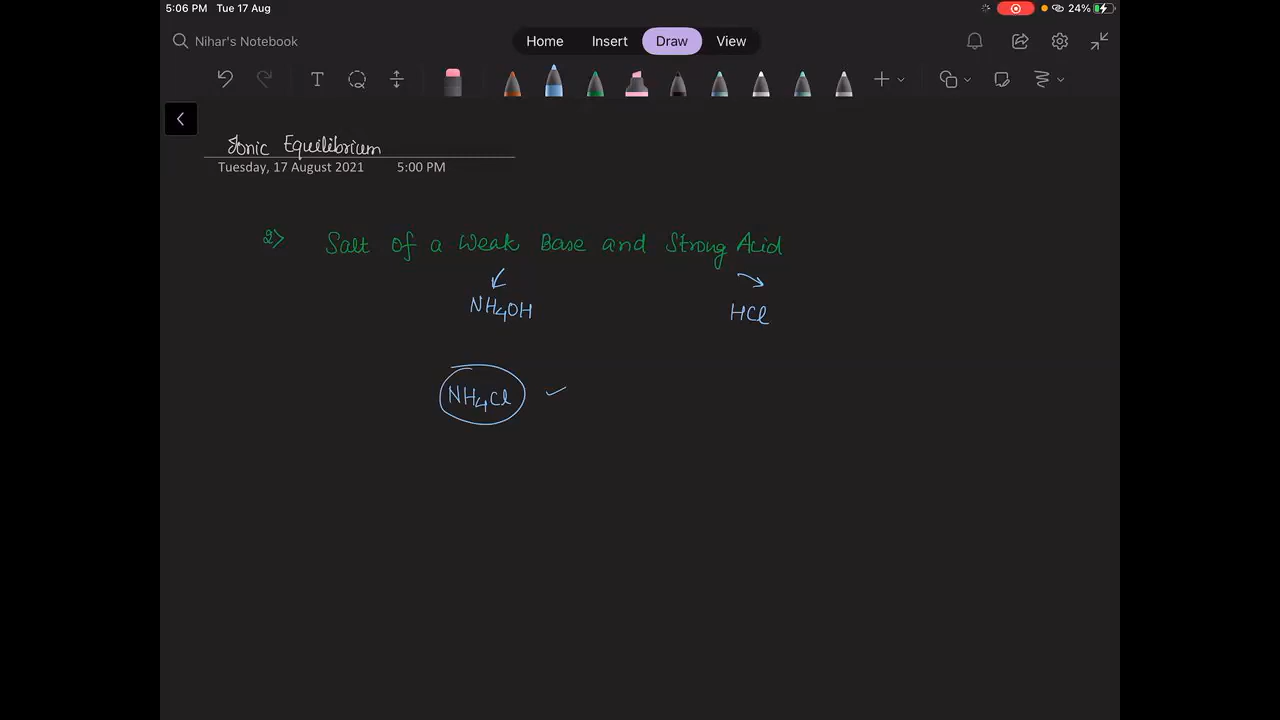 5:06 PM Tue 17 Aug 24%
Nihar's Notebook Home Insert Draw View
T
Ionic Equilibrium
Tuesday, 17 August 2021 5:00 PM
2> Salt of a Weak Base and Strong Acid
NH₄OH HCl
NH₄Cl